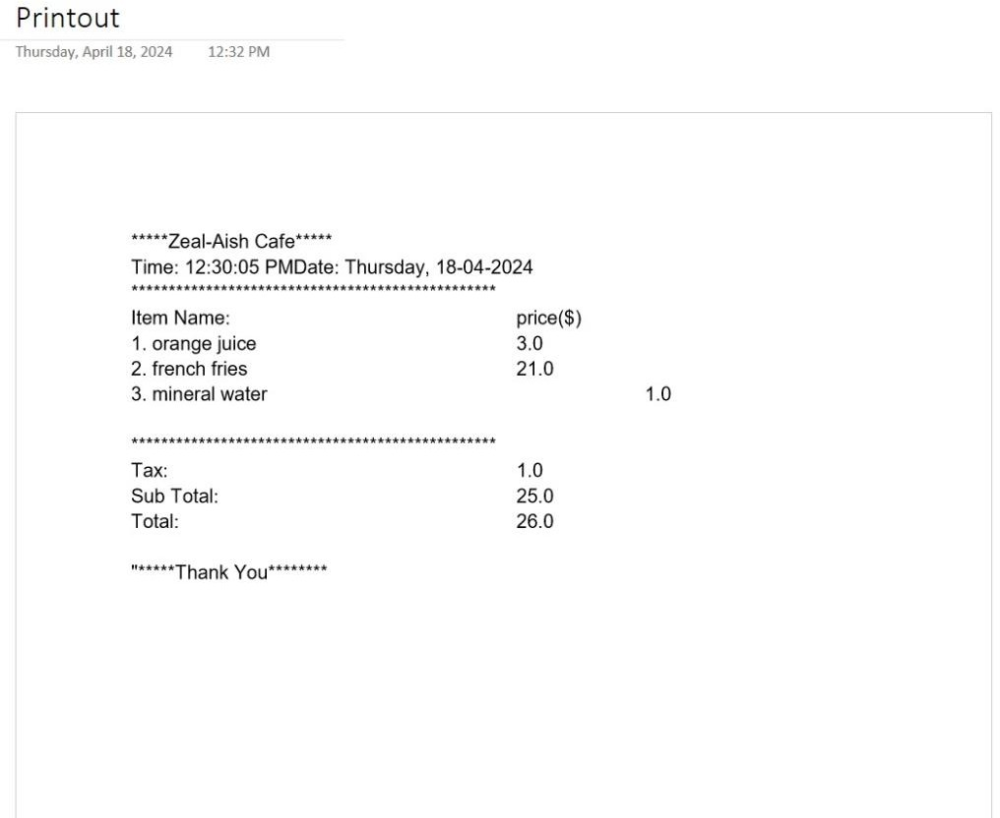 Printout
Thursday, April 18, 2024 12:32 PM
*****Zeal-Aish Cafe*****
Time: 12:30:05 PMDate: Thursday, 18-04-2024
*************************************************
Item Name: price($)
1. orange juice 3.0
2. french fries 21.0
3. mineral water 1.0
*************************************************
Tax: 1.0
Sub Total: 25.0
Total: 26.0
"*****Thank You********